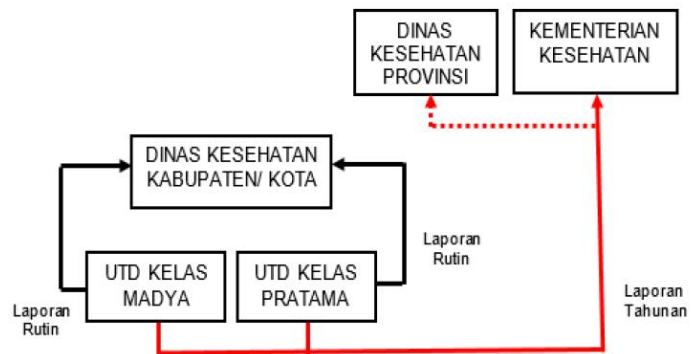 DINAS
KESEHATAN
PROVINSI
KEMENTERIAN
KESEHATAN
DINAS KESEHATAN
KABUPATEN/ KOTA
Laporan
Rutin
UTD KELAS
MADYA
UTD KELAS
PRATAMA
Laporan
Rutin
Laporan
Tahunan